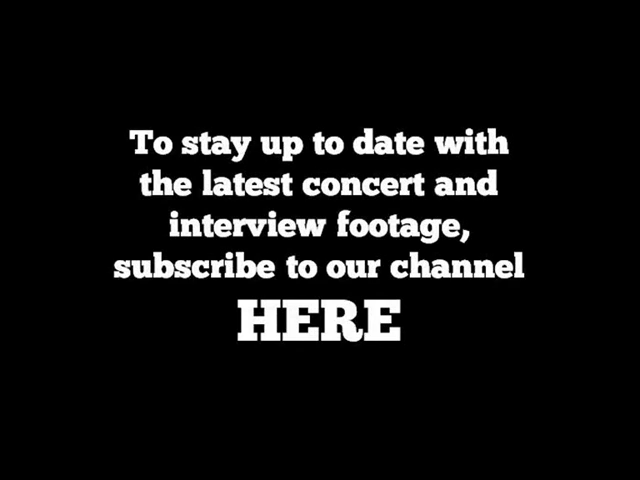 To stay up to date with
the latest concert and
interview footage,
subscribe to our channel
HERE